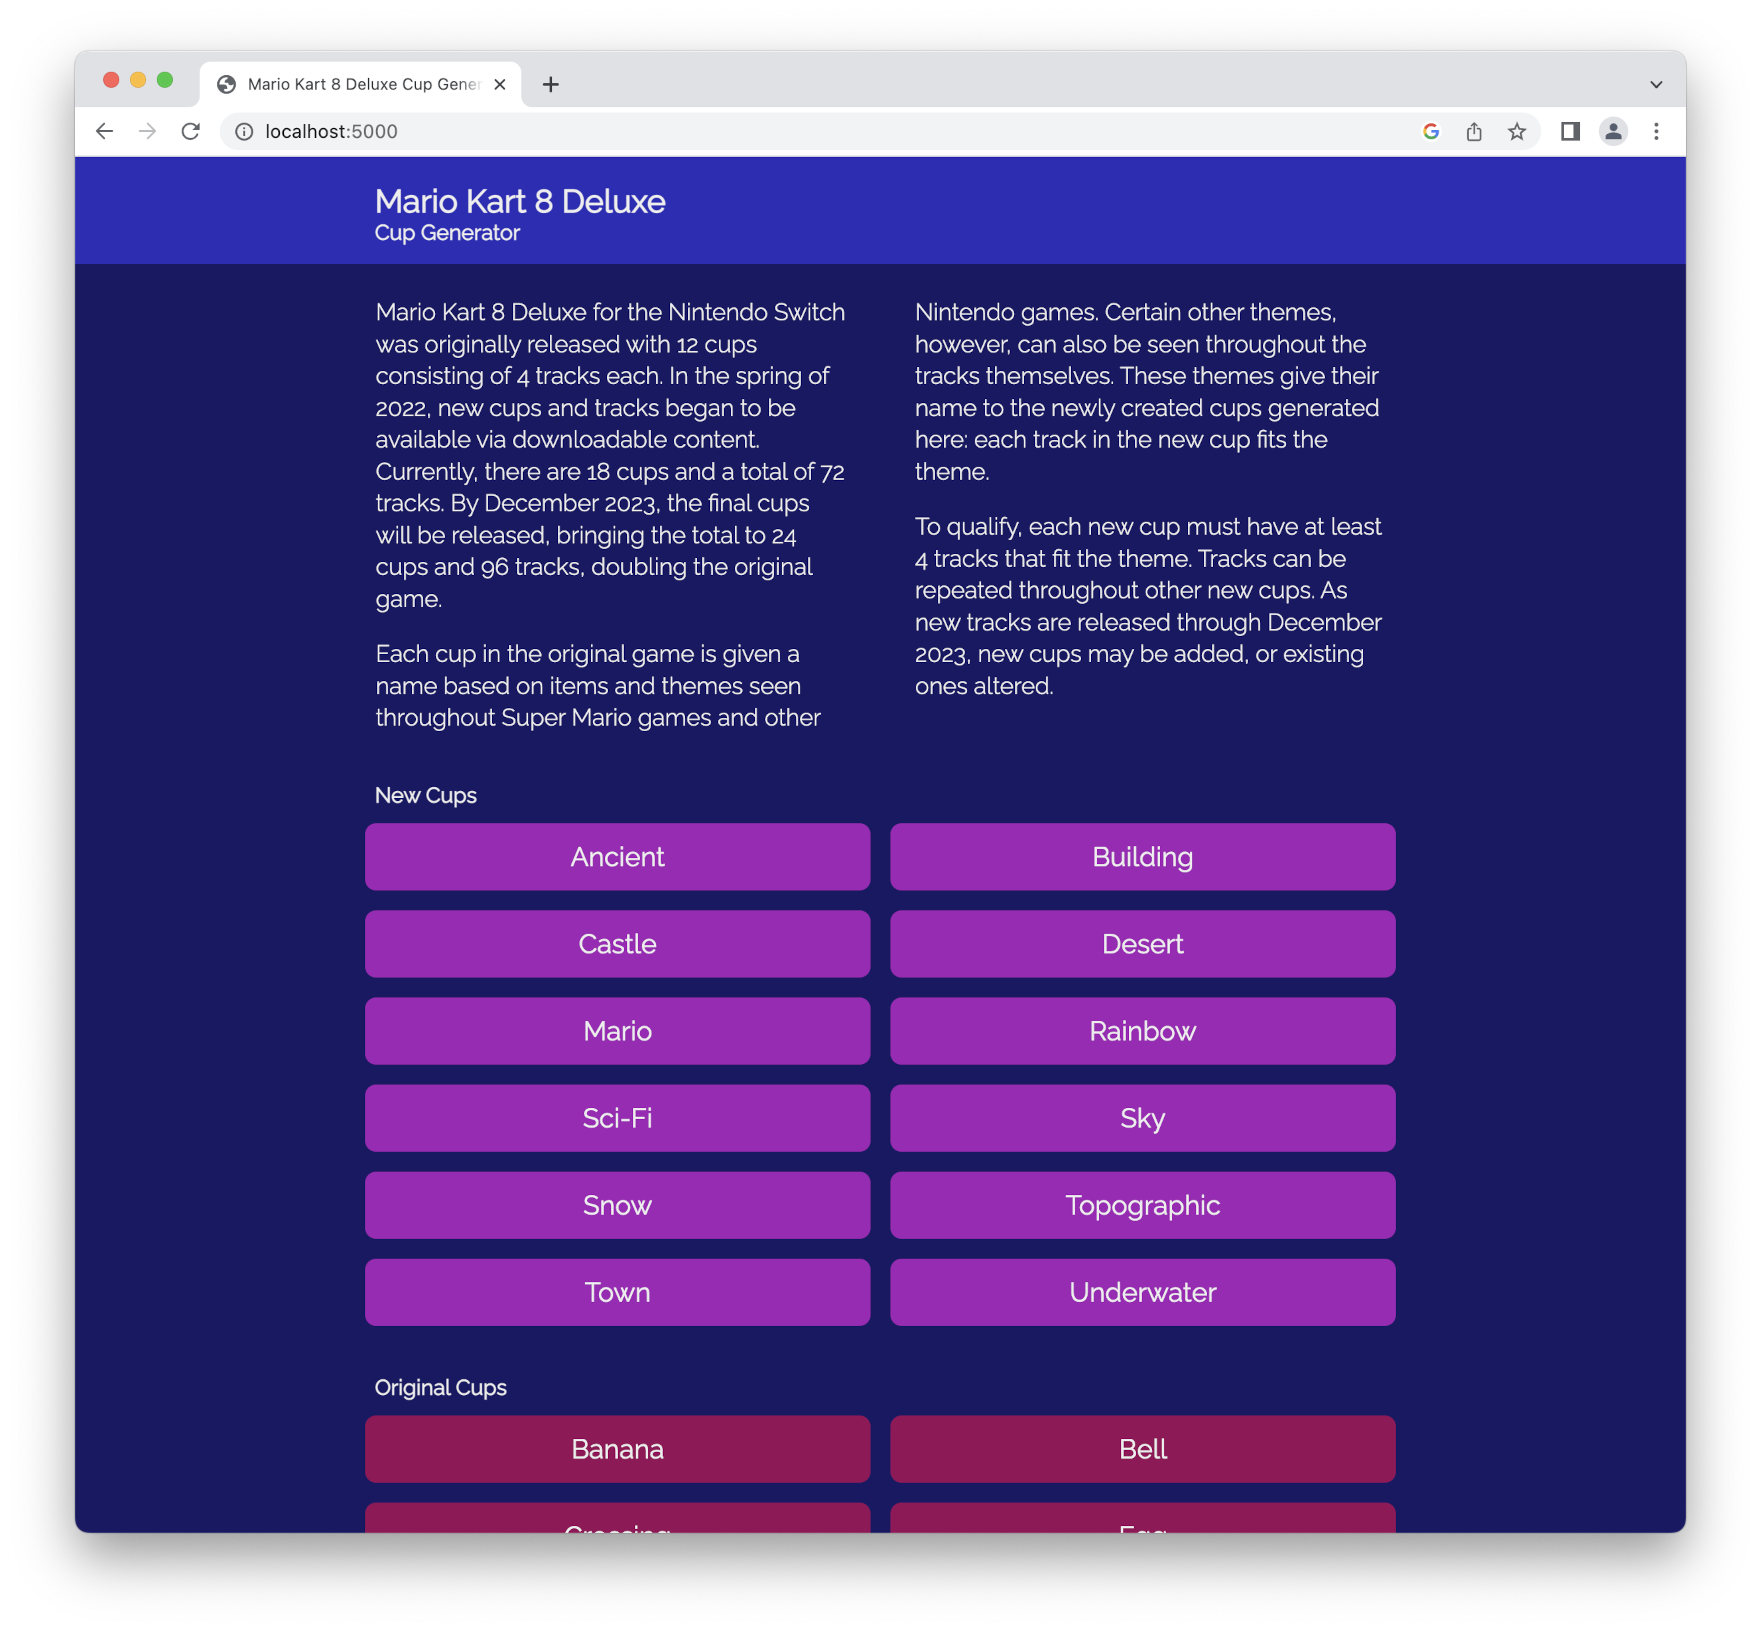 Mario Kart 8 Deluxe Cup Gener
localhost:5000
Mario Kart 8 Deluxe
Cup Generator
Mario Kart 8 Deluxe for the Nintendo Switch
was originally released with 12 cups
consisting of 4 tracks each. In the spring of
2022, new cups and tracks began to be
available via downloadable content.
Currently, there are 18 cups and a total of 72
tracks. By December 2023, the final cups
will be released, bringing the total to 24
cups and 96 tracks, doubling the original
game.
Each cup in the original game is given a
name based on items and themes seen
throughout Super Mario games and other
Nintendo games. Certain other themes,
however, can also be seen throughout the
tracks themselves. These themes give their
name to the newly created cups generated
here: each track in the new cup fits the
theme.
To qualify, each new cup must have at least
4 tracks that fit the theme. Tracks can be
repeated throughout other new cups. As
new tracks are released through December
2023, new cups may be added, or existing
ones altered.
New Cups
Ancient
Building
Castle
Desert
Mario
Rainbow
Sci-Fi
Sky
Snow
Topographic
Town
Underwater
Original Cups
Banana
Bell
Crossing
Egg